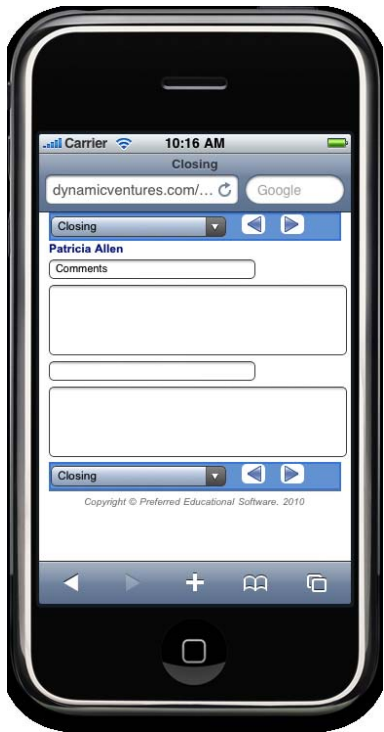 Carrier 10:16 AM
Closing
dynamicventures.com/... Google
Closing
Patricia Allen
Comments
Closing
Copyright © Preferred Educational Software. 2010